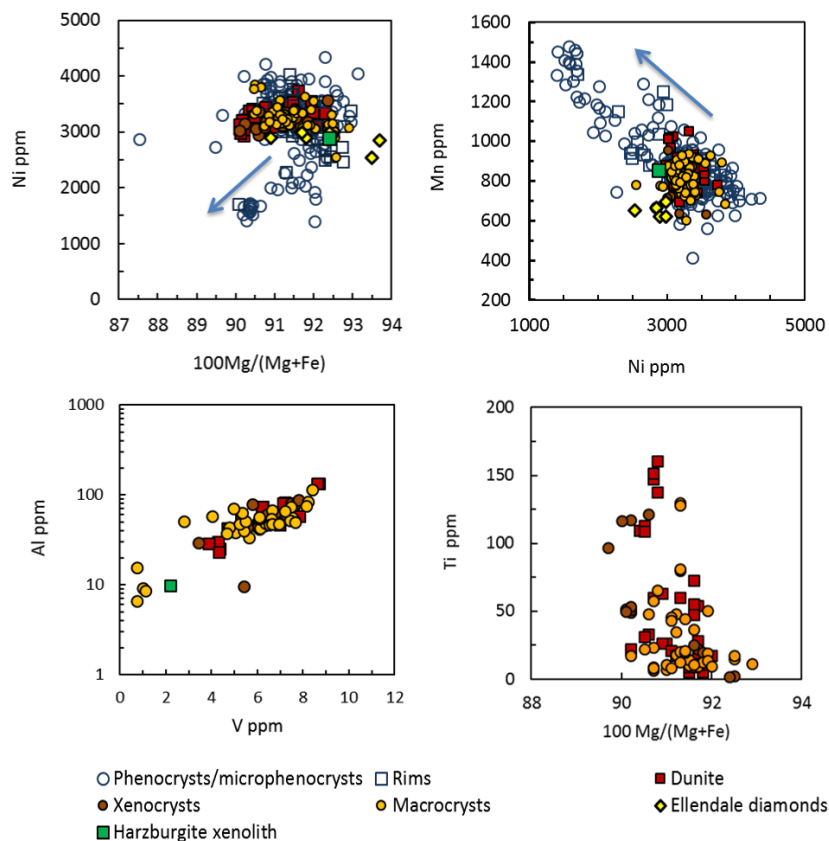 5000
4000
3000
2000
1000
0
Ni ppm
87 88 89 90 91 92 93 94
100Mg/(Mg+Fe)
1600
1400
1200
1000
800
600
400
200
Mn ppm
1000 3000 5000
Ni ppm
1000
100
10
1
Al ppm
0 2 4 6 8 10 12
V ppm
200
150
100
50
0
Ti ppm
88 90 92 94
100 Mg/(Mg+Fe)
Phenocrysts/microphenocrysts Rims Dunite
Xenocrysts Macrocrysts Ellendale diamonds
Harzburgite xenolith